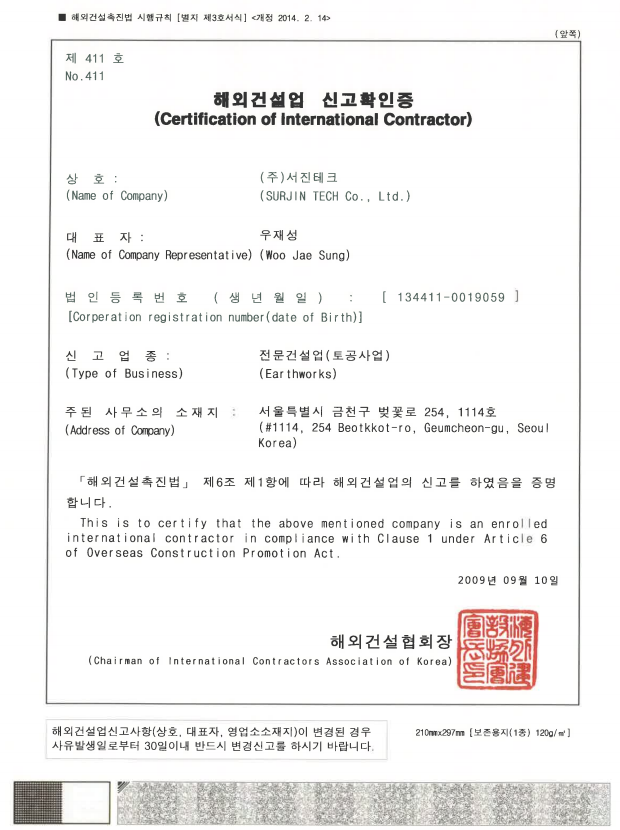 ■ 해외건설촉진법 시행규칙 [별지 제3호서식] <개정 2014. 2. 14>
(앞쪽)
제 411 호
No.411
해외건설업 신고확인증
(Certification of International Contractor)
상 호 : (주)서진테크
(Name of Company) (SURJIN TECH Co., Ltd.)
대 표 자 : 우재성
(Name of Company Representative) (Woo Jae Sung)
법 인 등 록 번 호 ( 생 년 월 일 ) : [ 134411-0019059 ]
[Corperation registration number(date of Birth)]
신 고 업 종 : 전문건설업(토공사업)
(Type of Business) (Earthworks)
주된 사무소의 소재지 : 서울특별시 금천구 벚꽃로 254, 1114호
(Address of Company) (#1114, 254 Beotkkot-ro, Geumcheon-gu, Seoul
Korea)
「해외건설촉진법」 제6조 제1항에 따라 해외건설업의 신고를 하였음을 증명
합니다.
This is to certify that the above mentioned company is an enrolled
international contractor in compliance with Clause 1 under Article 6
of Overseas Construction Promotion Act.
2009년 09월 10일
해외건설협회장
(Chairman of International Contractors Association of Korea)
해외건설업신고사항(상호, 대표자, 영업소소재지)이 변경된 경우
사유발생일로부터 30일이내 반드시 변경신고를 하시기 바랍니다.
210mm×297mm [보존용지(1종) 120g/㎡]